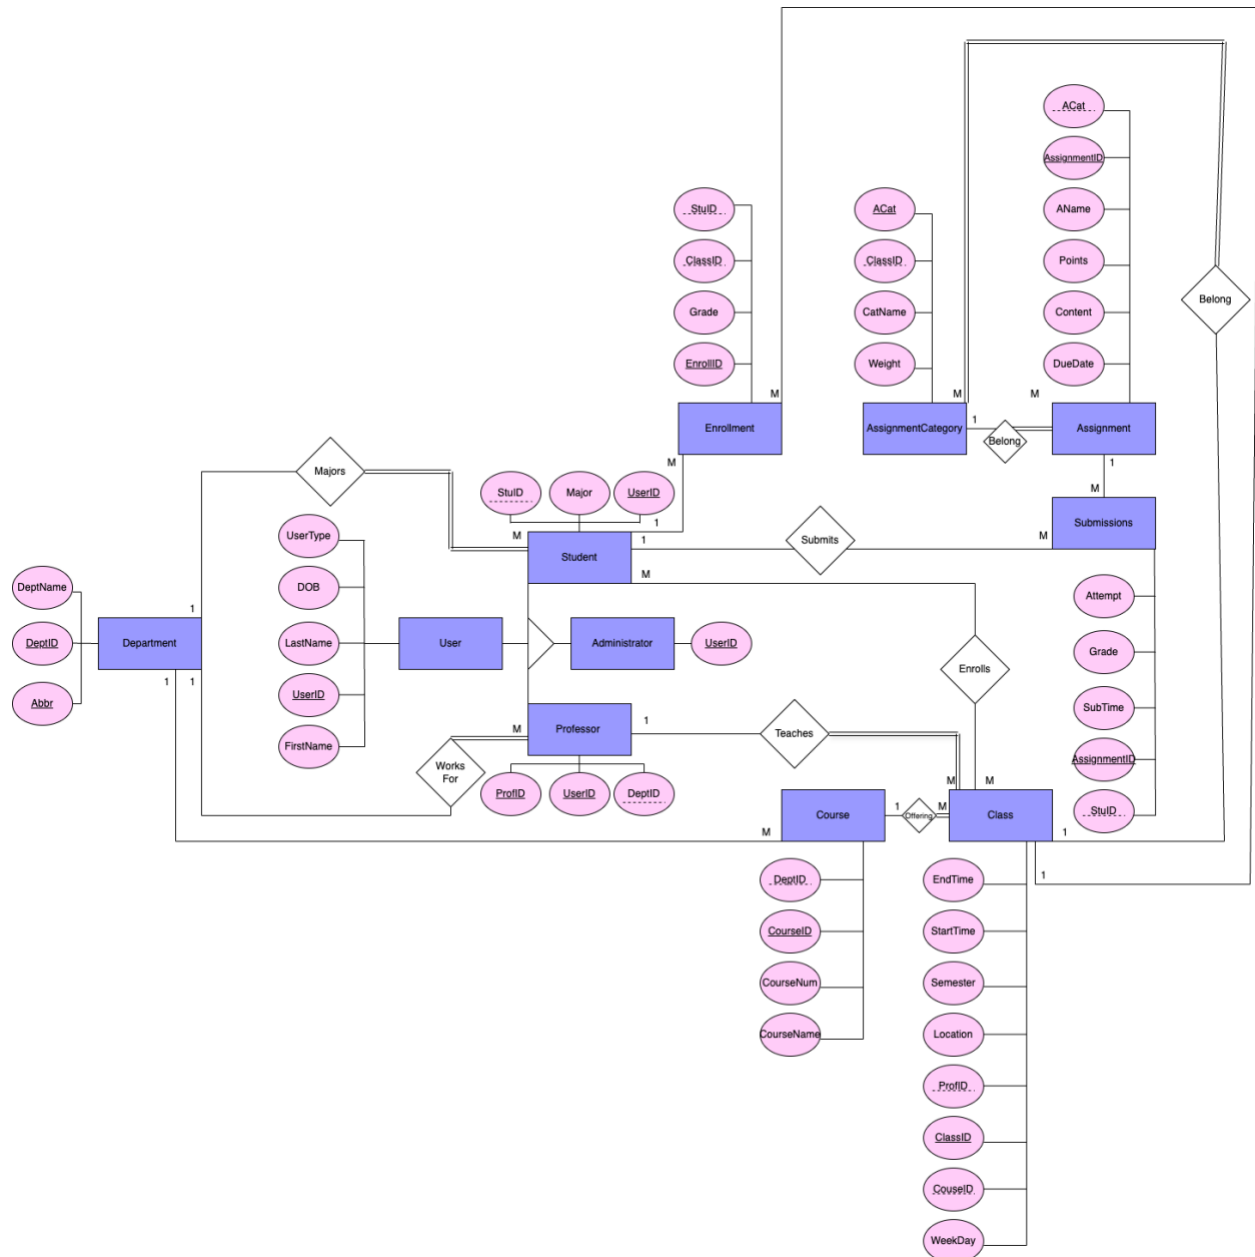 ACat
AssignmentID
AName
Points
Content
DueDate
StuID
ClassID
Grade
EnrollID
ACat
ClassID
CatName
Weight
Belong
M
M
M
1
Enrollment
AssignmentCategory
Belong
Assignment
M
1
M
Majors
StuID
Major
UserID
1
Submissions
M
1
Submits
M
UserType
Student
M
DOB
DeptName
Attempt
1
DeptID
Department
LastName
User
Administrator
UserID
Grade
Enrolls
1
1
UserID
Abbr
SubTime
M
Professor
1
Teaches
FirstName
Works
For
AssignmentID
M
M
ProfID
UserID
DeptID
StuID
1
M
Course
Offering
Class
M
1
1
DeptID
CourseID
CourseNum
CourseName
EndTime
StartTime
Semester
Location
ProfID
ClassID
CouseID
WeekDay